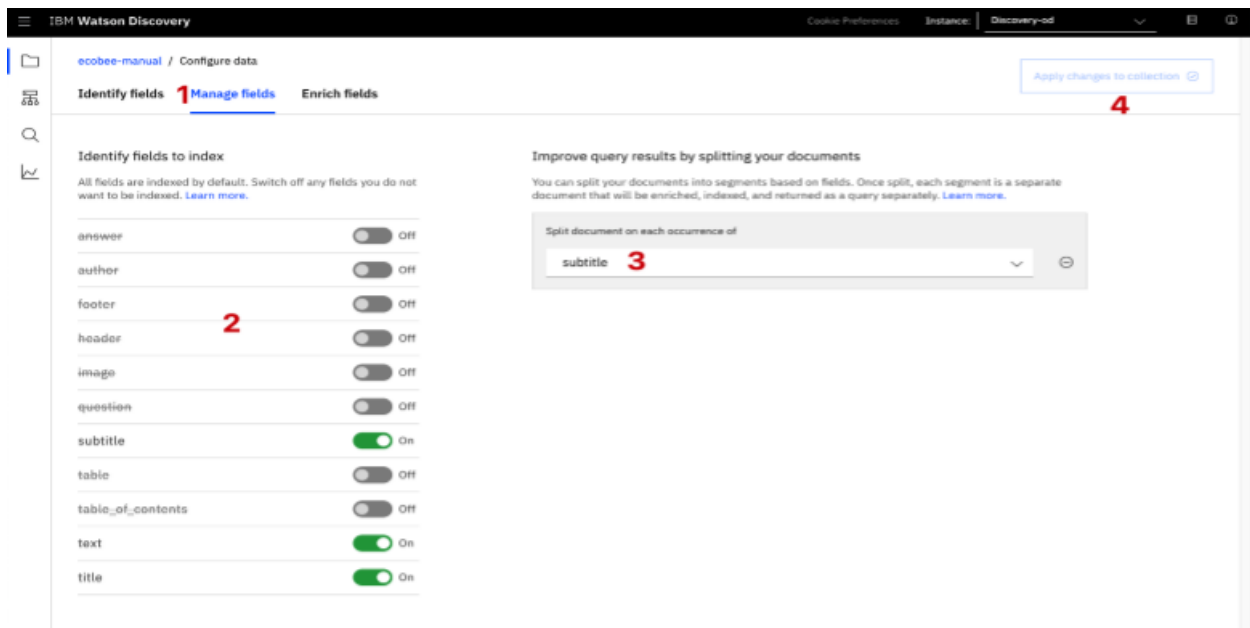 IBM Watson Discovery Cookie Preferences Instance: Discovery-od
ecobee-manual / Configure data
Apply changes to collection
4
Identify fields 1 Manage fields Enrich fields
Identify fields to index
All fields are indexed by default. Switch off any fields you do not
want to be indexed. Learn more.
answer Off
author Off
footer Off
2
header Off
image Off
question Off
subtitle On
table Off
table_of_contents Off
text On
title On
Improve query results by splitting your documents
You can split your documents into segments based on fields. Once split, each segment is a separate
document that will be enriched, indexed, and returned as a query separately. Learn more.
Split document on each occurrence of
subtitle 3